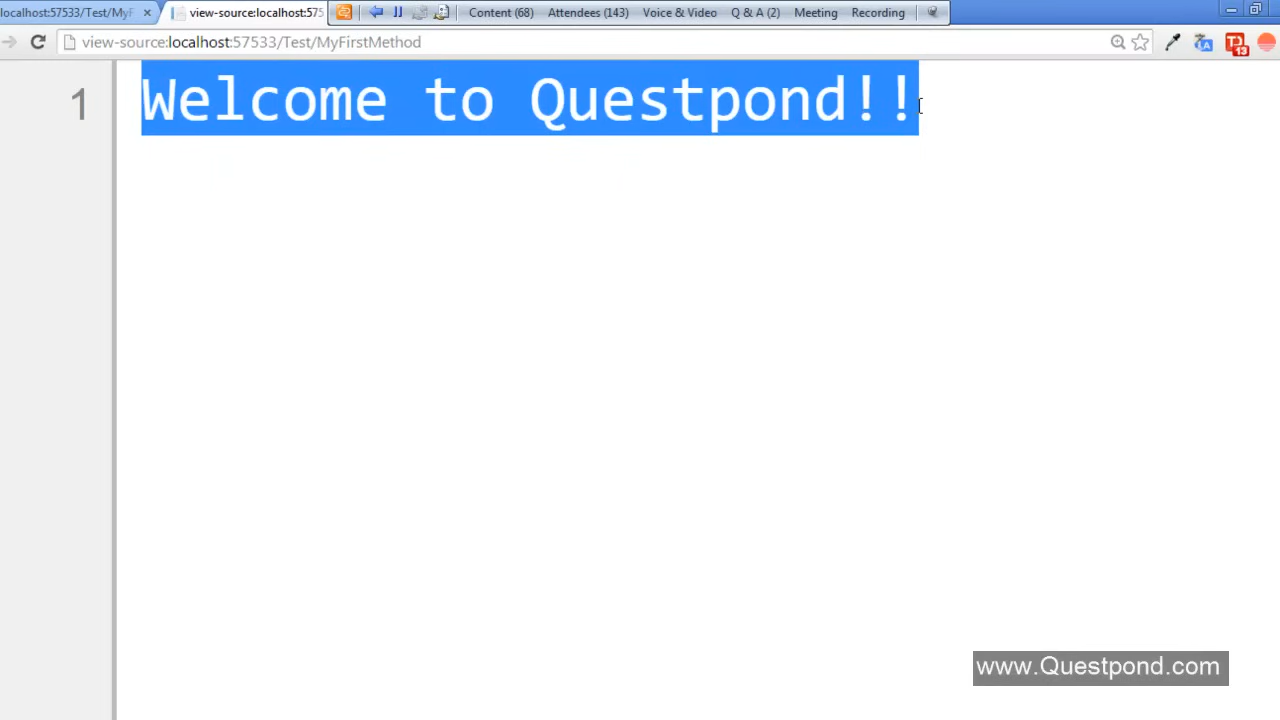 localhost:57533/Test/MyF
view-source:localhost:575
Content (68)
Attendees (143)
Voice & Video
Q & A (2)
Meeting
Recording
view-source:localhost:57533/Test/MyFirstMethod
13
1
Welcome to Questpond!!
www.Questpond.com